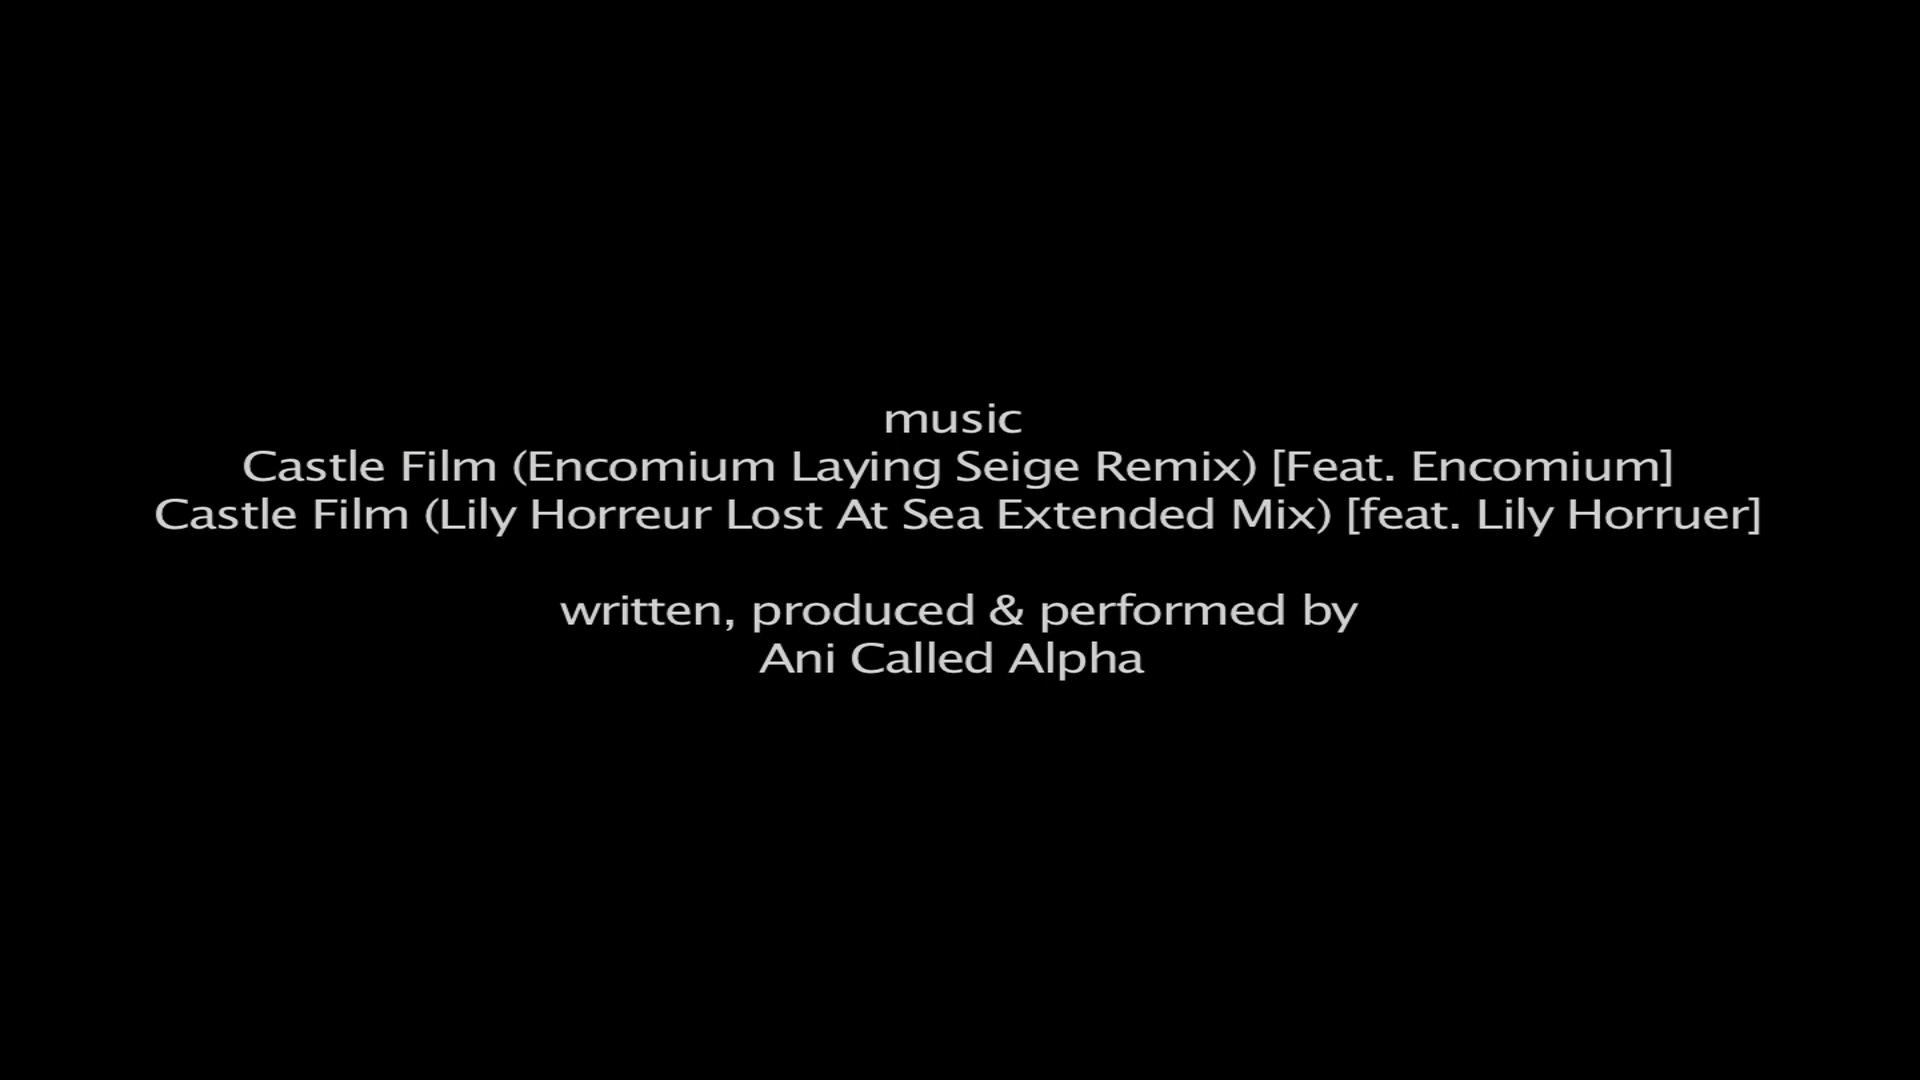 music
Castle Film (Encomium Laying Seige Remix) [Feat. Encomium]
Castle Film (Lily Horreur Lost At Sea Extended Mix) [feat. Lily Horruer]
written, produced & performed by
Ani Called Alpha